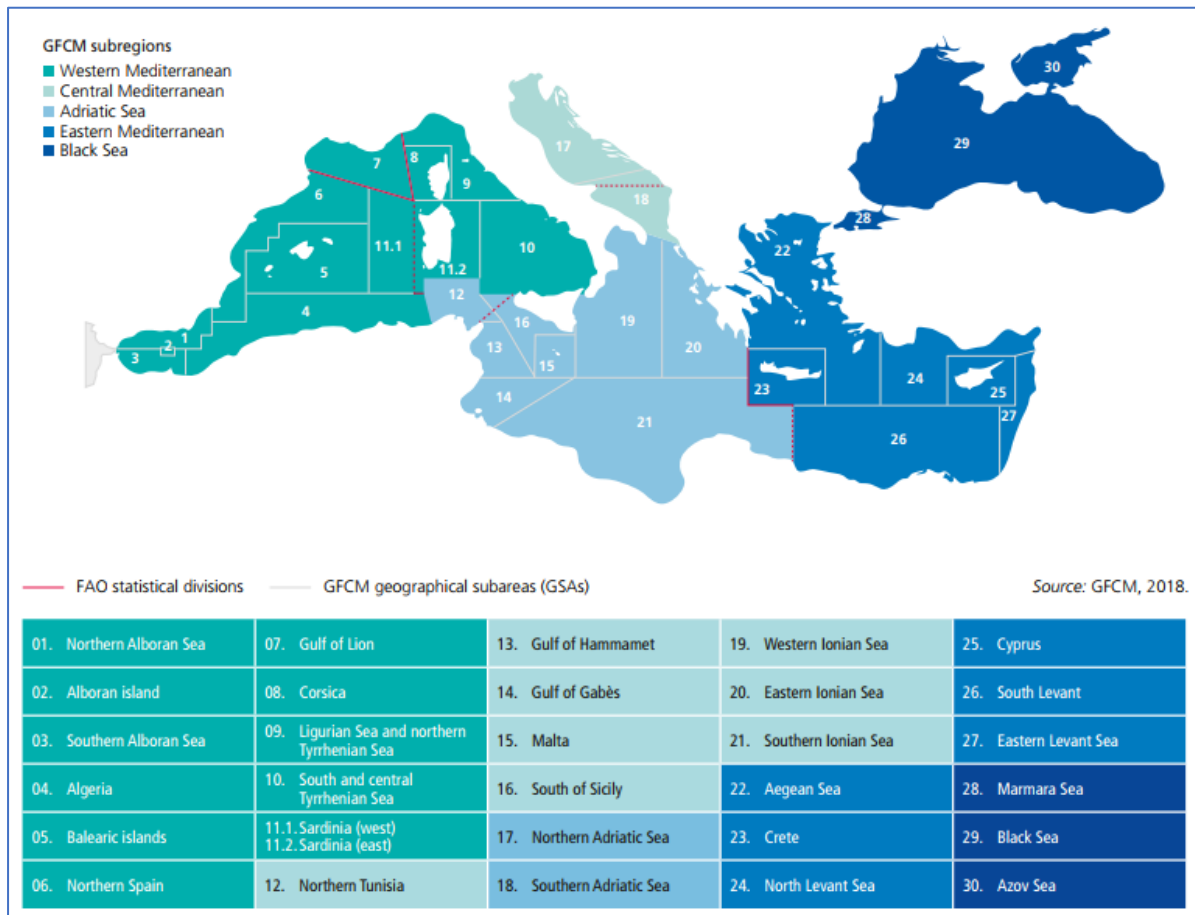 GFCM subregions
Western Mediterranean
Central Mediterranean
Adriatic Sea
Eastern Mediterranean
Black Sea
30
17
29
7
8
9
18
6
28
22
11.1
10
5
11.2
12
4
16
19
20
1
2
3
13
15
24
23
25
14
21
27
26
FAO statistical divisions
GFCM geographical subareas (GSAs)
Source: GFCM, 2018.
01. Northern Alboran Sea
02. Alboran island
03. Southern Alboran Sea
04. Algeria
05. Balearic islands
06. Northern Spain
07. Gulf of Lion
08. Corsica
09. Ligurian Sea and northern
Tyrrhenian Sea
10. South and central
Tyrrhenian Sea
11.1. Sardinia (west)
11.2. Sardinia (east)
12. Northern Tunisia
13. Gulf of Hammamet
14. Gulf of Gabès
15. Malta
16. South of Sicily
17. Northern Adriatic Sea
18. Southern Adriatic Sea
19. Western Ionian Sea
20. Eastern Ionian Sea
21. Southern Ionian Sea
22. Aegean Sea
23. Crete
24. North Levant Sea
25. Cyprus
26. South Levant
27. Eastern Levant Sea
28. Marmara Sea
29. Black Sea
30. Azov Sea